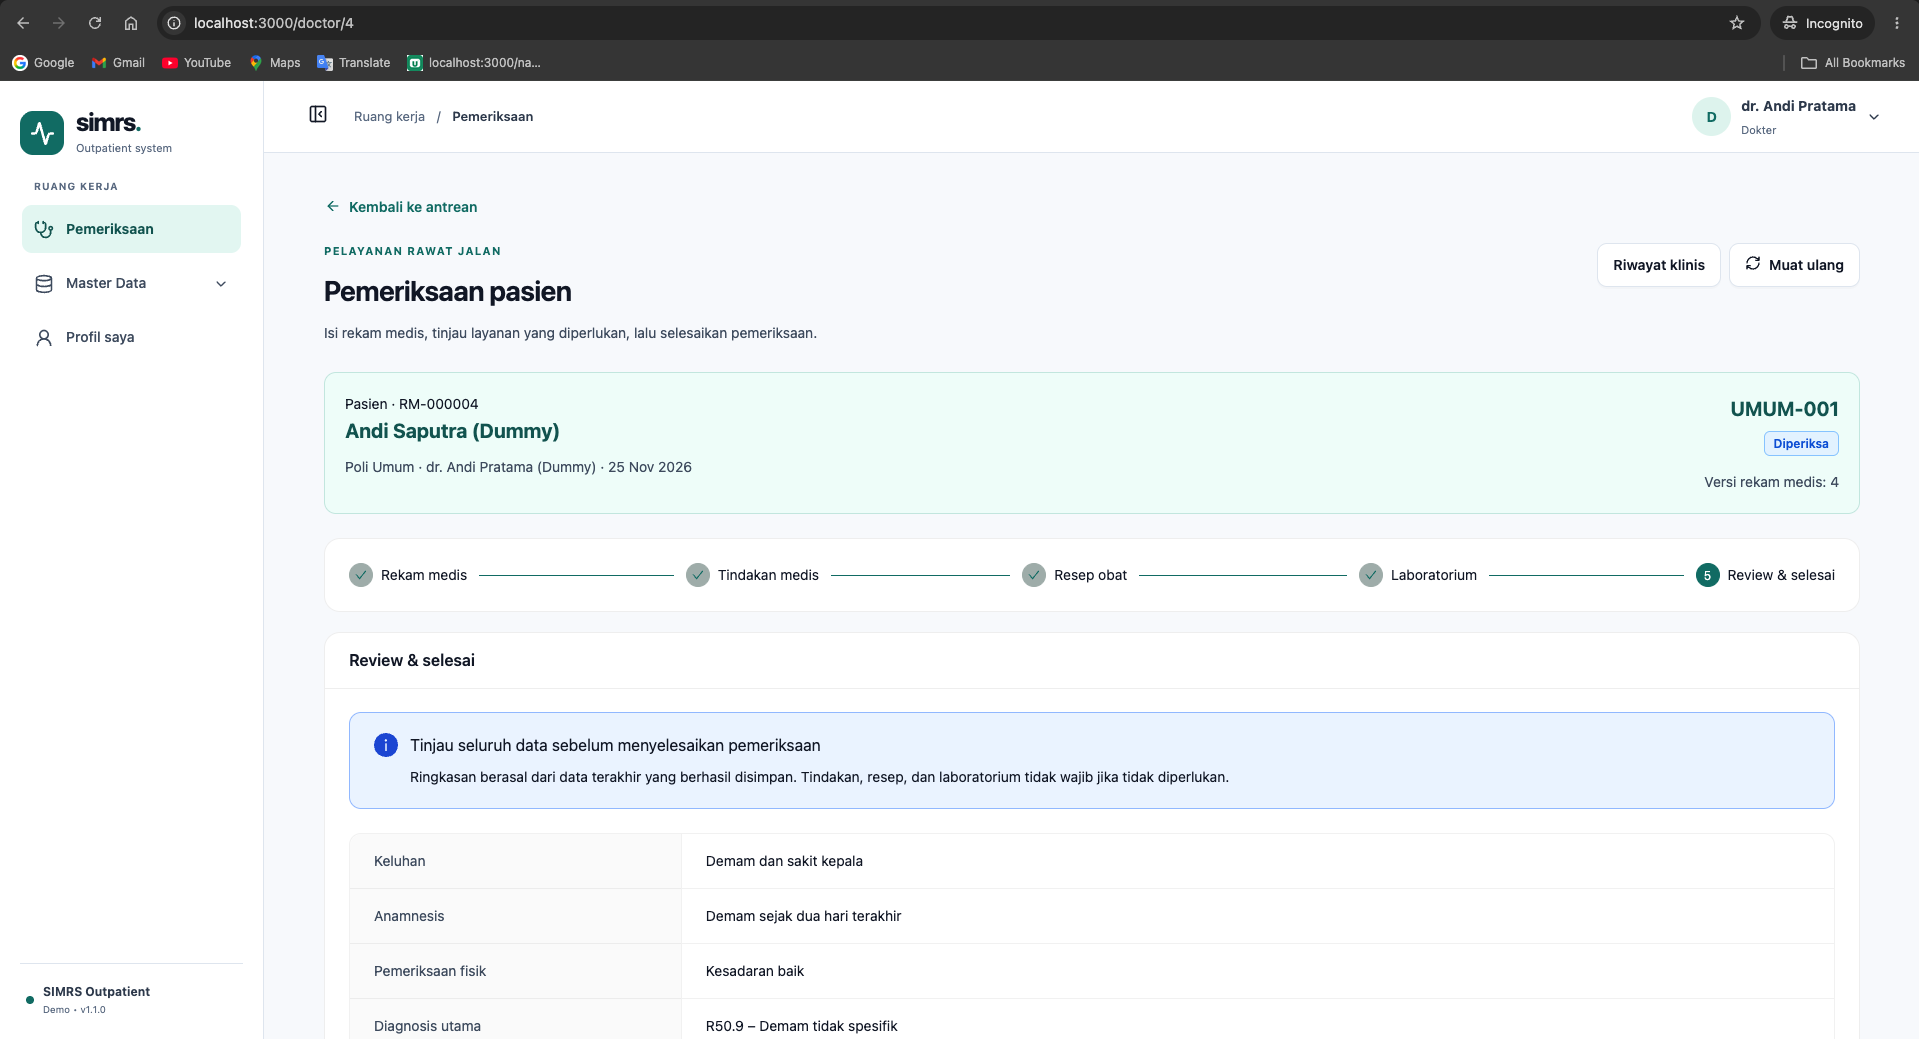 localhost:3000/doctor/4
Incognito
Google
Gmail
YouTube
Maps
Translate
localhost:3000/na...
All Bookmarks
simrs.
Outpatient system
RUANG KERJA
Pemeriksaan
Master Data
Profil saya
SIMRS Outpatient
Demo • v1.1.0
Ruang kerja / Pemeriksaan
D
dr. Andi Pratama
Dokter
Kembali ke antrean
PELAYANAN RAWAT JALAN
Pemeriksaan pasien
Isi rekam medis, tinjau layanan yang diperlukan, lalu selesaikan pemeriksaan.
Riwayat klinis
Muat ulang
Pasien · RM-000004
Andi Saputra (Dummy)
Poli Umum · dr. Andi Pratama (Dummy) · 25 Nov 2026
UMUM-001
Diperiksa
Versi rekam medis: 4
Rekam medis
Tindakan medis
Resep obat
Laboratorium
5 Review & selesai
Review & selesai
Tinjau seluruh data sebelum menyelesaikan pemeriksaan
Ringkasan berasal dari data terakhir yang berhasil disimpan. Tindakan, resep, dan laboratorium tidak wajib jika tidak diperlukan.
Keluhan Demam dan sakit kepala
Anamnesis Demam sejak dua hari terakhir
Pemeriksaan fisik Kesadaran baik
Diagnosis utama R50.9 – Demam tidak spesifik